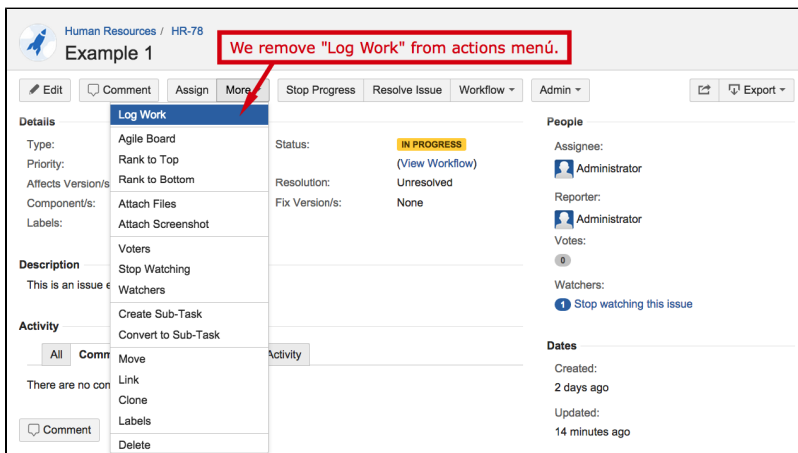 Human Resources / HR-78
Example 1
We remove "Log Work" from actions menú.
Edit Comment Assign More Stop Progress Resolve Issue Workflow Admin Export
Log Work
Agile Board
Rank to Top
Rank to Bottom
Attach Files
Attach Screenshot
Voters
Stop Watching
Watchers
Create Sub-Task
Convert to Sub-Task
Move
Link
Clone
Labels
Delete
Details
Type:
Priority:
Affects Version/s
Component/s:
Labels:
Status: IN PROGRESS
(View Workflow)
Resolution: Unresolved
Fix Version/s: None
Description
This is an issue
Activity
All Activity
There are no
Comment
People
Assignee:
Administrator
Reporter:
Administrator
Votes:
0
Watchers:
1 Stop watching this issue
Dates
Created:
2 days ago
Updated:
14 minutes ago